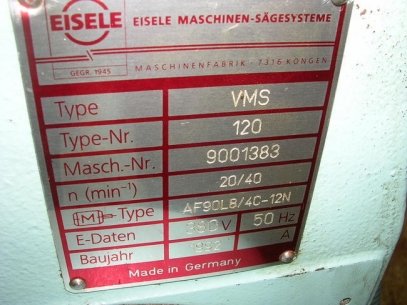 EISELE EISELE MASCHINEN-SÄGESYSTEME
GEGR. 1945 MASCHINENFABRIK · 7316 KÖNGEN
Type VMS
Type-Nr. 120
Masch.-Nr. 9001383
n (min⁻¹) 20/40
M Type AF90L8/4C-12N
E-Daten 380 V 50 Hz
Baujahr 1992 A
Made in Germany